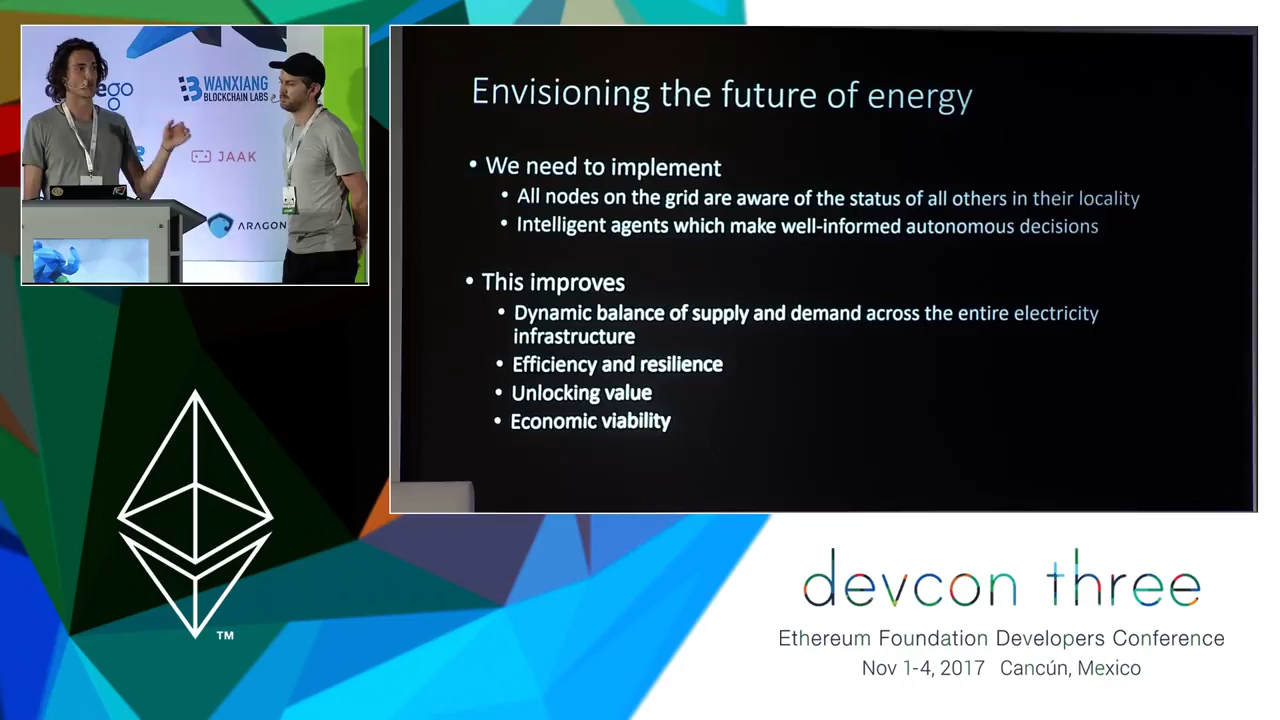 WANXIANG
BLOCKCHAIN LABS
JAAK
ARAGON
Envisioning the future of energy
• We need to implement
• All nodes on the grid are aware of the status of all others in their locality
• Intelligent agents which make well-informed autonomous decisions
• This improves
• Dynamic balance of supply and demand across the entire electricity
infrastructure
• Efficiency and resilience
• Unlocking value
• Economic viability
TM
devcon three
Ethereum Foundation Developers Conference
Nov 1-4, 2017 Cancún, Mexico